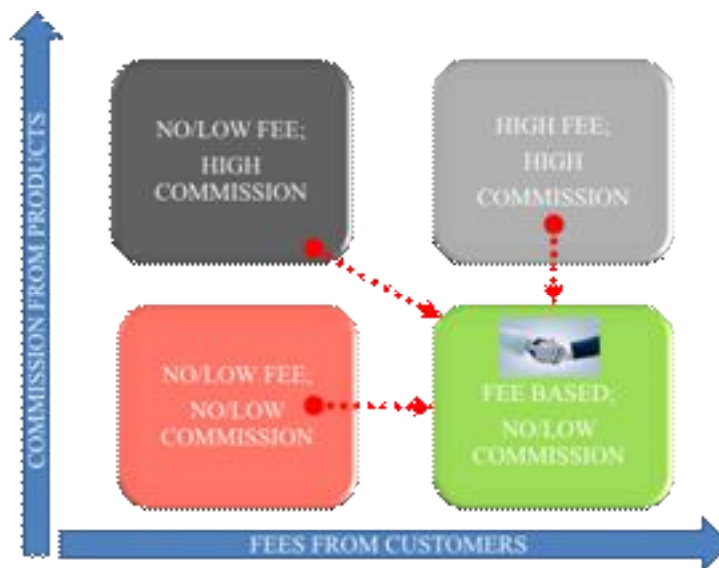 COMMISSION FROM PRODUCTS
NO/LOW FEE;
HIGH
COMMISSION
HIGH FEE;
HIGH
COMMISSION
NO/LOW FEE;
NO/LOW
COMMISSION
FEE BASED;
NO/LOW
COMMISSION
FEES FROM CUSTOMERS